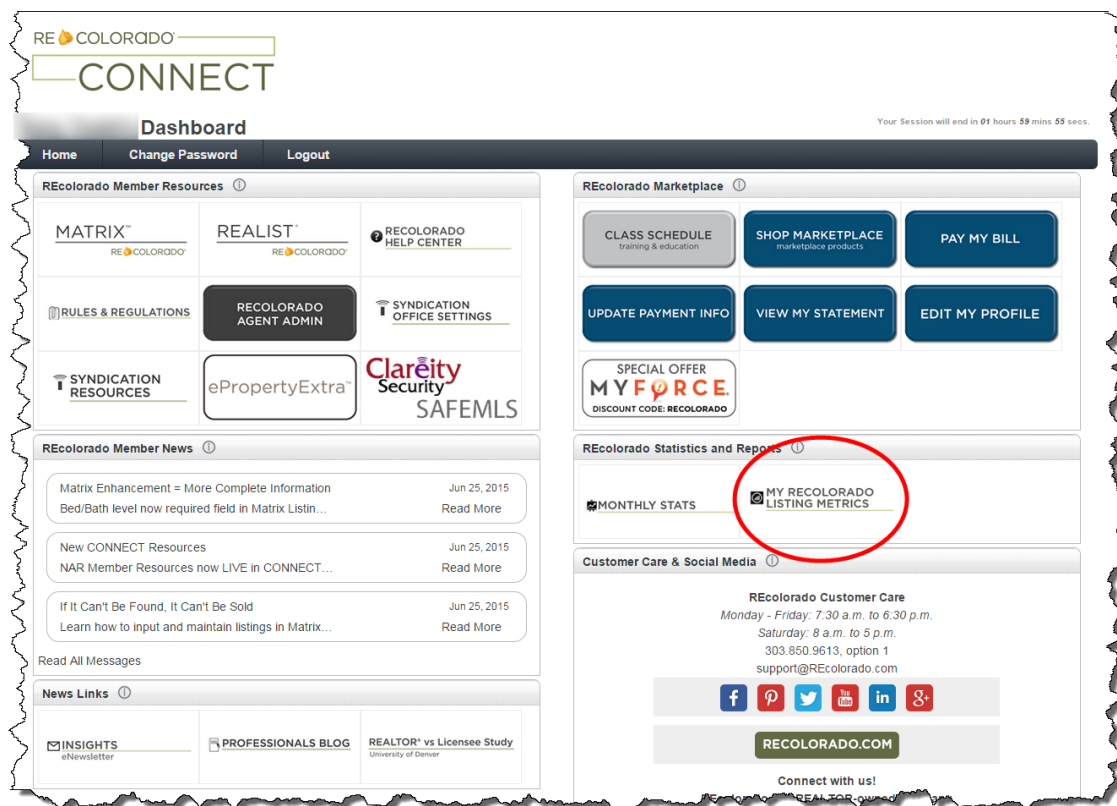 RECOLORADO
CONNECT
Dashboard
Your Session will end in 01 hours 59 mins 55 secs.
Home Change Password Logout
REcolorado Member Resources
MATRIX™
RECOLORADO®
REALIST®
RECOLORADO®
RECOLORADO
HELP CENTER
RULES & REGULATIONS
RECOLORADO
AGENT ADMIN
SYNDICATION
OFFICE SETTINGS
SYNDICATION
RESOURCES
ePropertyExtra™
Clarēity
Security
SAFEMLS
REcolorado Member News
Matrix Enhancement = More Complete Information Jun 25, 2015
Bed/Bath level now required field in Matrix Listin... Read More
New CONNECT Resources Jun 25, 2015
NAR Member Resources now LIVE in CONNECT... Read More
If It Can't Be Found, It Can't Be Sold Jun 25, 2015
Learn how to input and maintain listings in Matrix... Read More
Read All Messages
News Links
INSIGHTS
eNewsletter
PROFESSIONALS BLOG
REALTOR® vs Licensee Study
University of Denver
REcolorado Marketplace
CLASS SCHEDULE
training & education
SHOP MARKETPLACE
marketplace products
PAY MY BILL
UPDATE PAYMENT INFO
VIEW MY STATEMENT
EDIT MY PROFILE
SPECIAL OFFER
MYFORCE.
DISCOUNT CODE: RECOLORADO
REcolorado Statistics and Reports
MONTHLY STATS
MY RECOLORADO
LISTING METRICS
Customer Care & Social Media
REcolorado Customer Care
Monday - Friday: 7:30 a.m. to 6:30 p.m.
Saturday: 8 a.m. to 5 p.m.
303.850.9613, option 1
support@REcolorado.com
You Tube
in
g+
RECOLORADO.COM
Connect with us!
REALTOR-owned